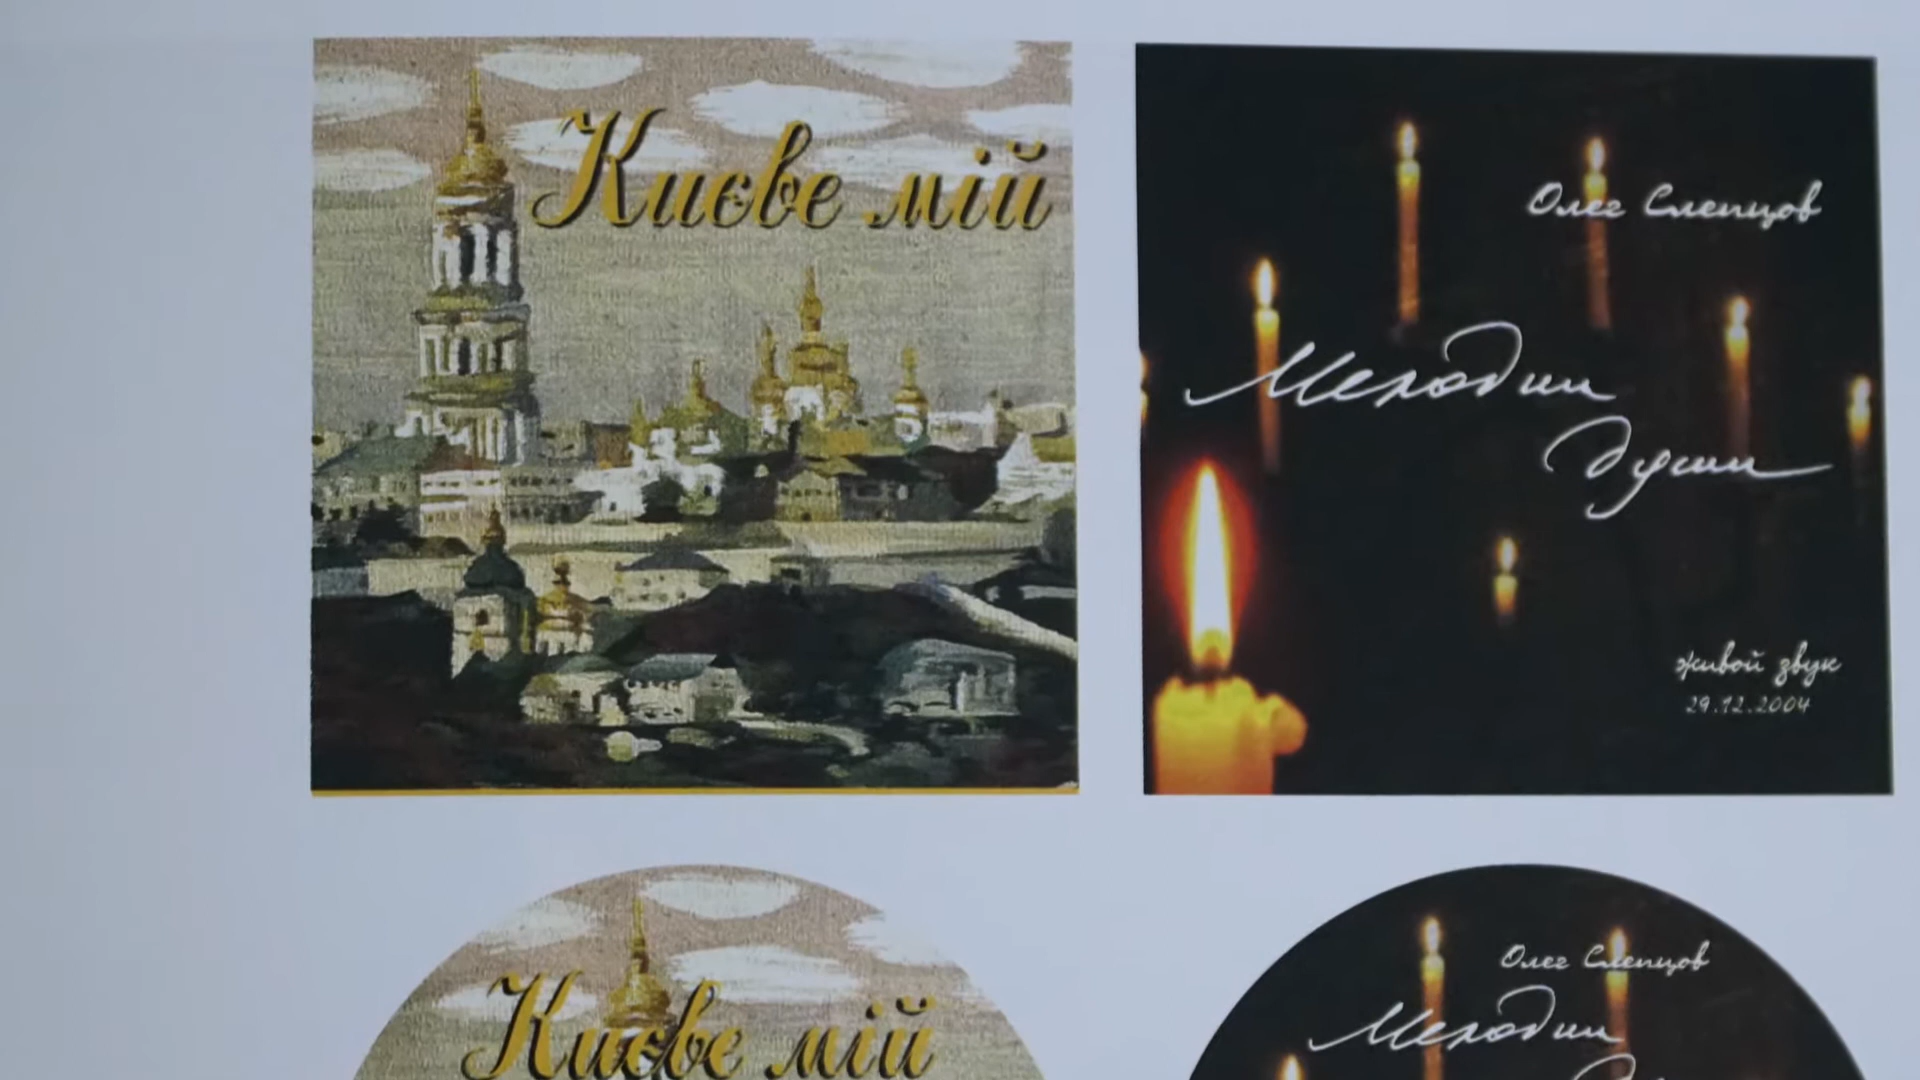 Києве мій
Олег Слепцов
Мелодии
души
живой звук
29.12.2004
Києве мій
Олег Слепцов
Мелодии